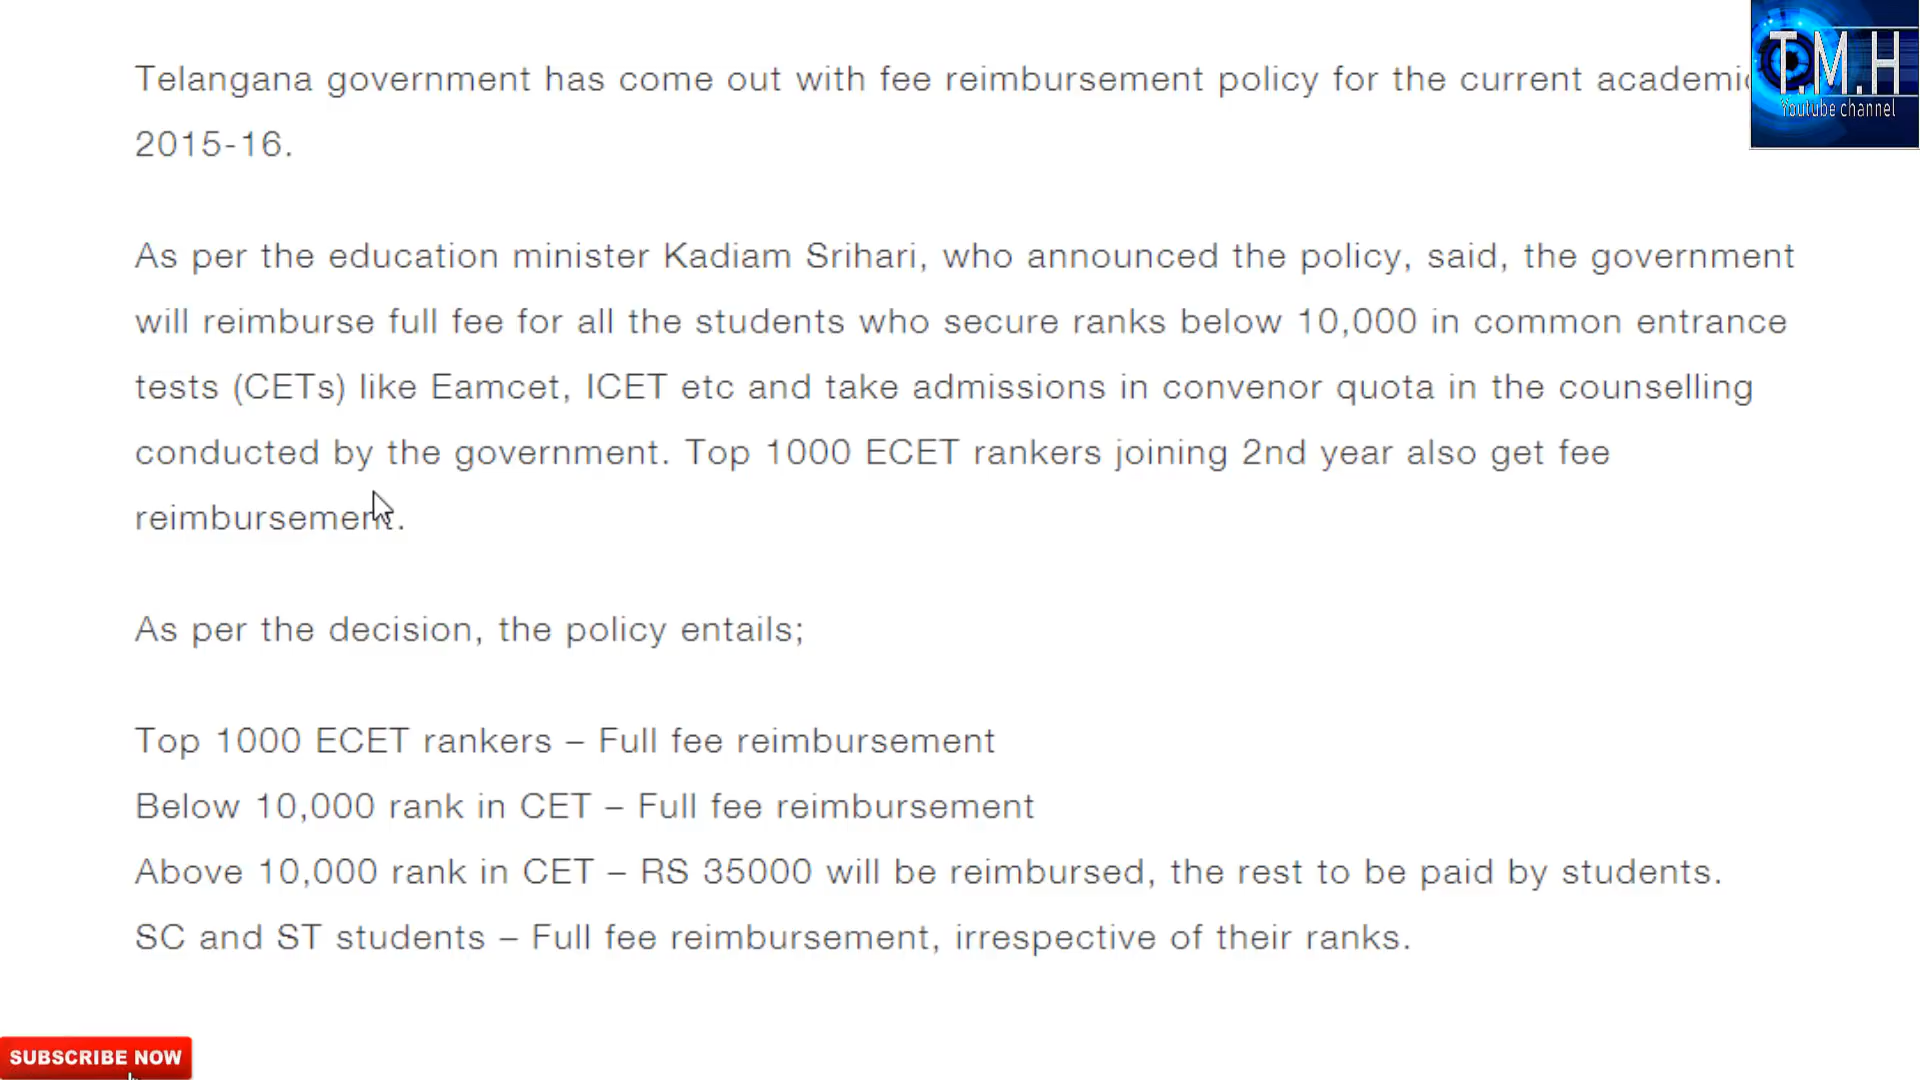 Telangana government has come out with fee reimbursement policy for the current academic
2015-16.
As per the education minister Kadiam Srihari, who announced the policy, said, the government
will reimburse full fee for all the students who secure ranks below 10,000 in common entrance
tests (CETs) like Eamcet, ICET etc and take admissions in convenor quota in the counselling
conducted by the government. Top 1000 ECET rankers joining 2nd year also get fee
reimbursement.
As per the decision, the policy entails;
Top 1000 ECET rankers – Full fee reimbursement
Below 10,000 rank in CET – Full fee reimbursement
Above 10,000 rank in CET – RS 35000 will be reimbursed, the rest to be paid by students.
SC and ST students – Full fee reimbursement, irrespective of their ranks.
T.M.H
Youtube channel
SUBSCRIBE NOW